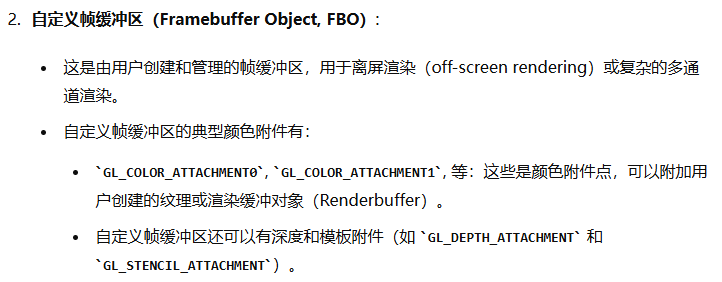 2. 自定义帧缓冲区（Framebuffer Object, FBO）：
• 这是由用户创建和管理的帧缓冲区，用于离屏渲染（off-screen rendering）或复杂的多通
道渲染。
• 自定义帧缓冲区的典型颜色附件有：
• `GL_COLOR_ATTACHMENT0`, `GL_COLOR_ATTACHMENT1`, 等：这些是颜色附件点，可以附加用
户创建的纹理或渲染缓冲对象（Renderbuffer）。
• 自定义帧缓冲区还可以有深度和模板附件（如 `GL_DEPTH_ATTACHMENT` 和
`GL_STENCIL_ATTACHMENT`）。